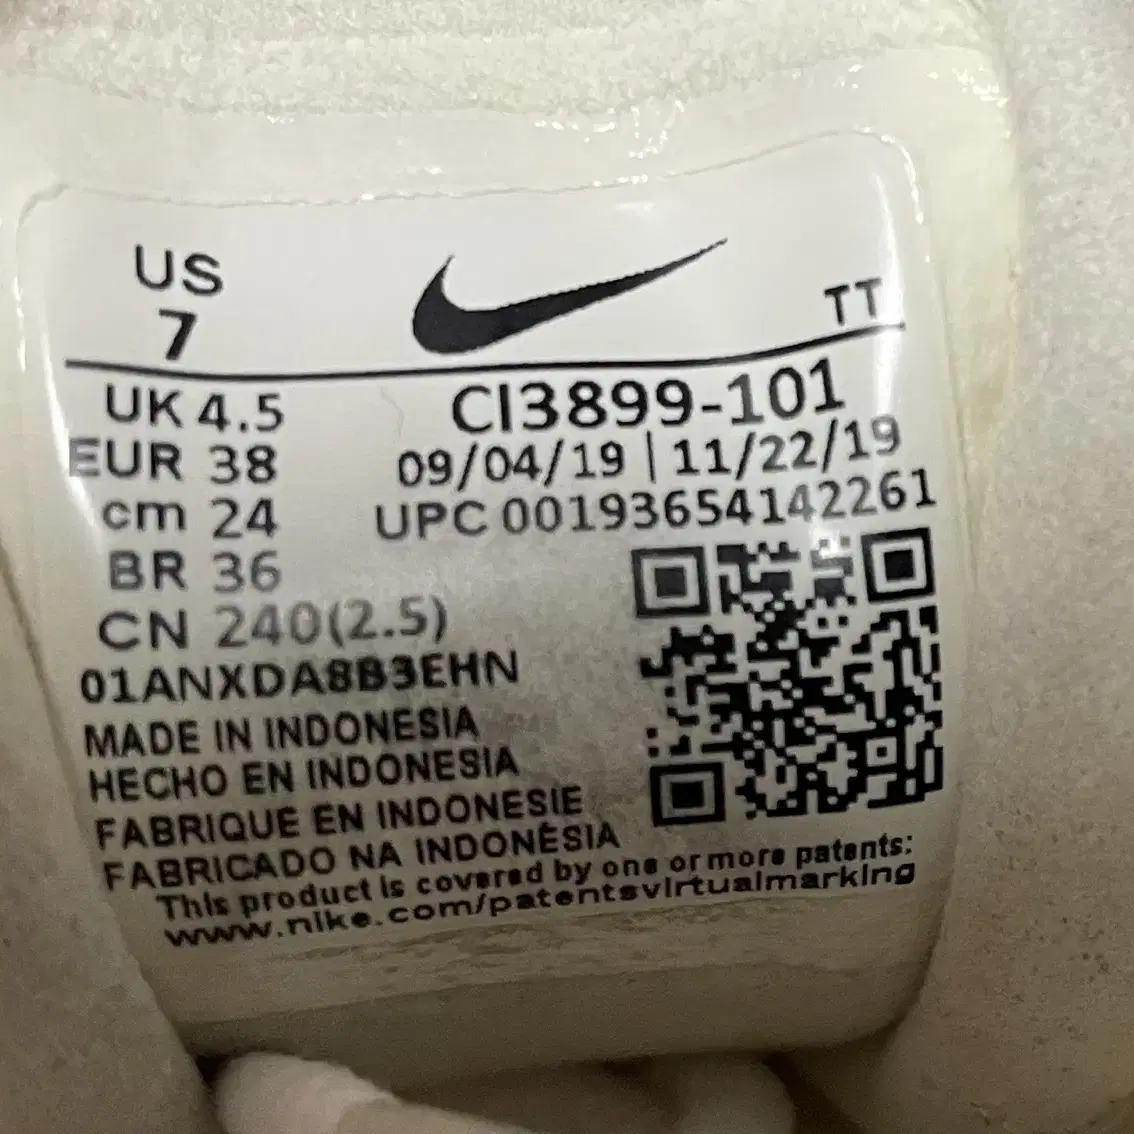 US
7
TT
UK 4.5
EUR 38
cm 24
BR 36
CN 240(2.5)
CI3899-101
09/04/19 | 11/22/19
UPC 00193654142261
01ANXDA8B3EHN
MADE IN INDONESIA
HECHO EN INDONESIA
FABRIQUE EN INDONESIE
FABRICADO NA INDONÉSIA
This product is covered by one or more patents:
www.nike.com/patentsvirtualmarking